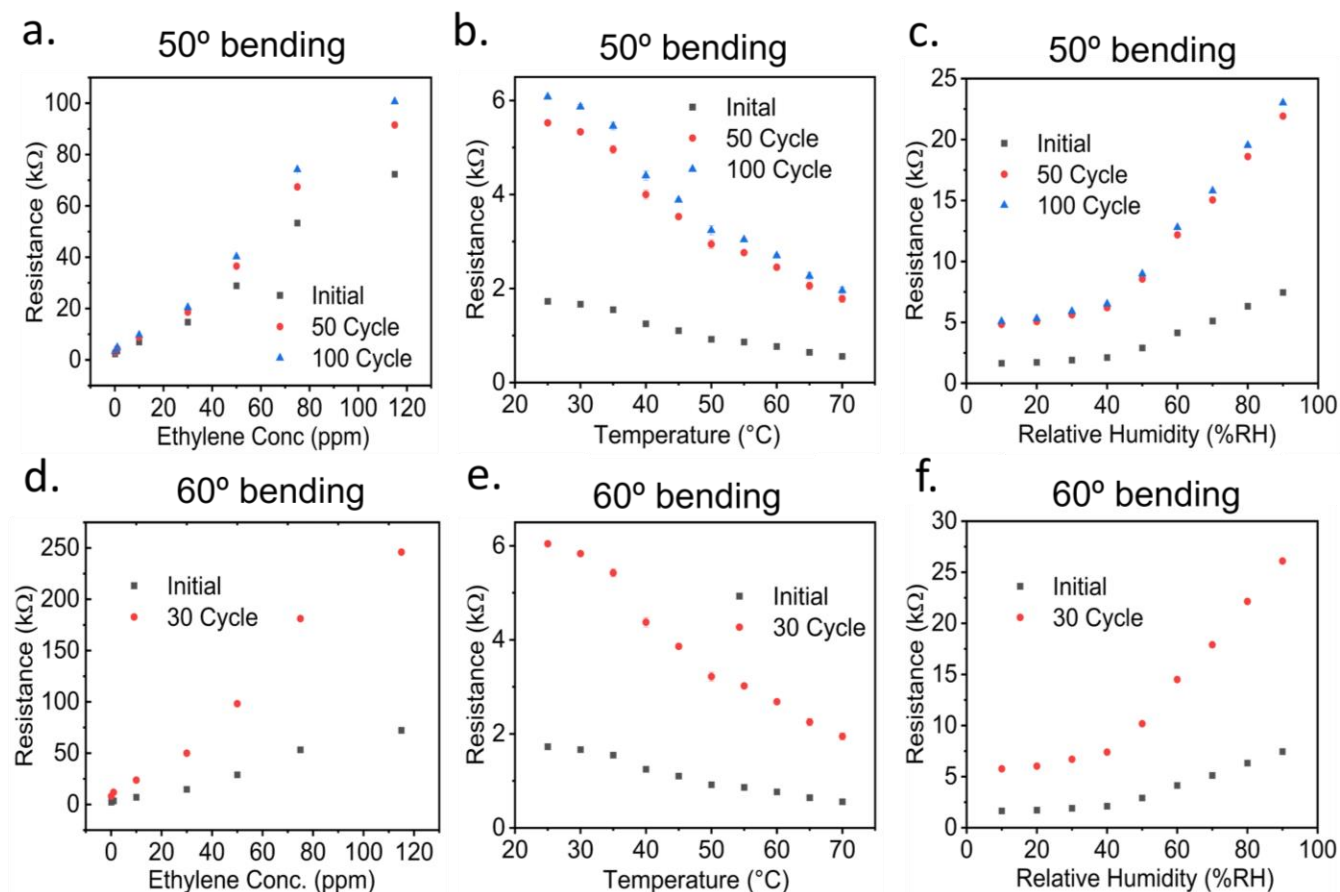 a.
50º bending
Resistance (kΩ)
100
80
60
40
20
0
Initial
50 Cycle
100 Cycle
0 20 40 60 80 100 120
Ethylene Conc (ppm)
b.
50º bending
Resistance (kΩ)
6
4
2
0
Inital
50 Cycle
100 Cycle
20 30 40 50 60 70
Temperature (°C)
c.
50º bending
Resistance (kΩ)
25
20
15
10
5
0
Initial
50 Cycle
100 Cycle
0 20 40 60 80 100
Relative Humidity (%RH)
d.
60º bending
Resistance (kΩ)
250
200
150
100
50
0
Initial
30 Cycle
0 20 40 60 80 100 120
Ethylene Conc. (ppm)
e.
60º bending
Resistance (kΩ)
6
4
2
0
Initial
30 Cycle
20 30 40 50 60 70
Temperature (°C)
f.
60º bending
Resistance (kΩ)
30
25
20
15
10
5
0
Initial
30 Cycle
0 20 40 60 80 100
Relative Humidity (%RH)